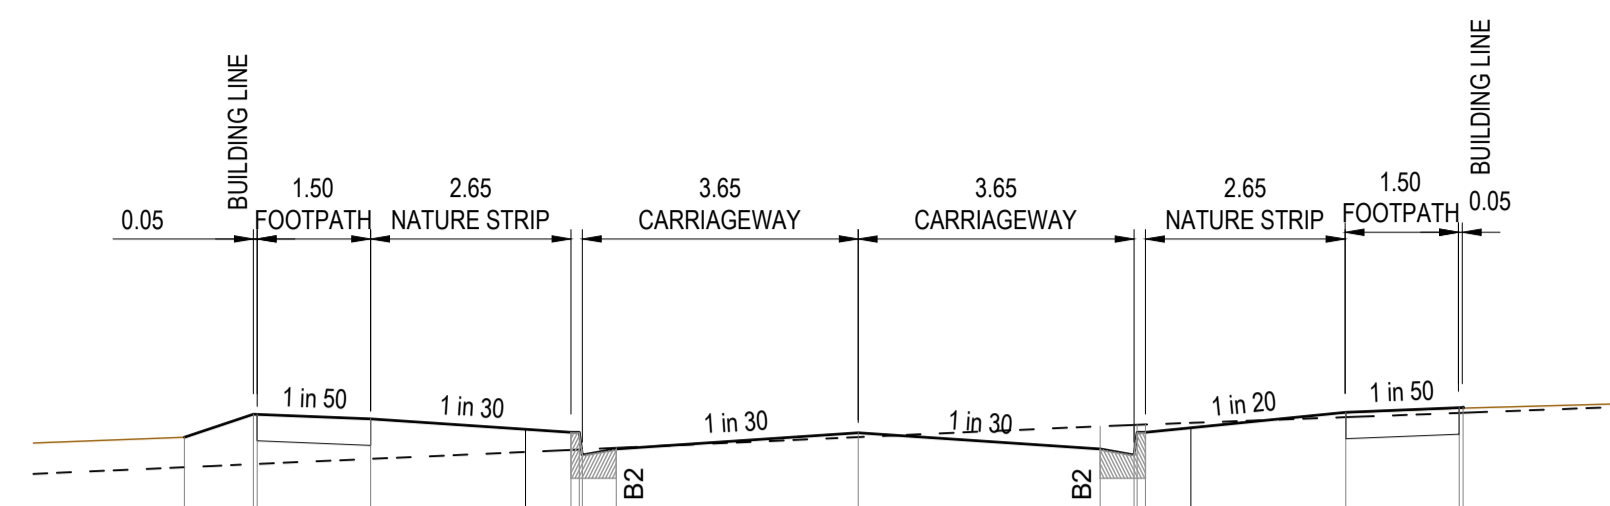 BUILDING LINE
BUILDING LINE
0.05
1.50
FOOTPATH
2.65
NATURE STRIP
3.65
CARRIAGEWAY
3.65
CARRIAGEWAY
2.65
NATURE STRIP
1.50
FOOTPATH
0.05
1 in 50
1 in 30
1 in 30
1 in 30
1 in 20
1 in 50
B2
B2